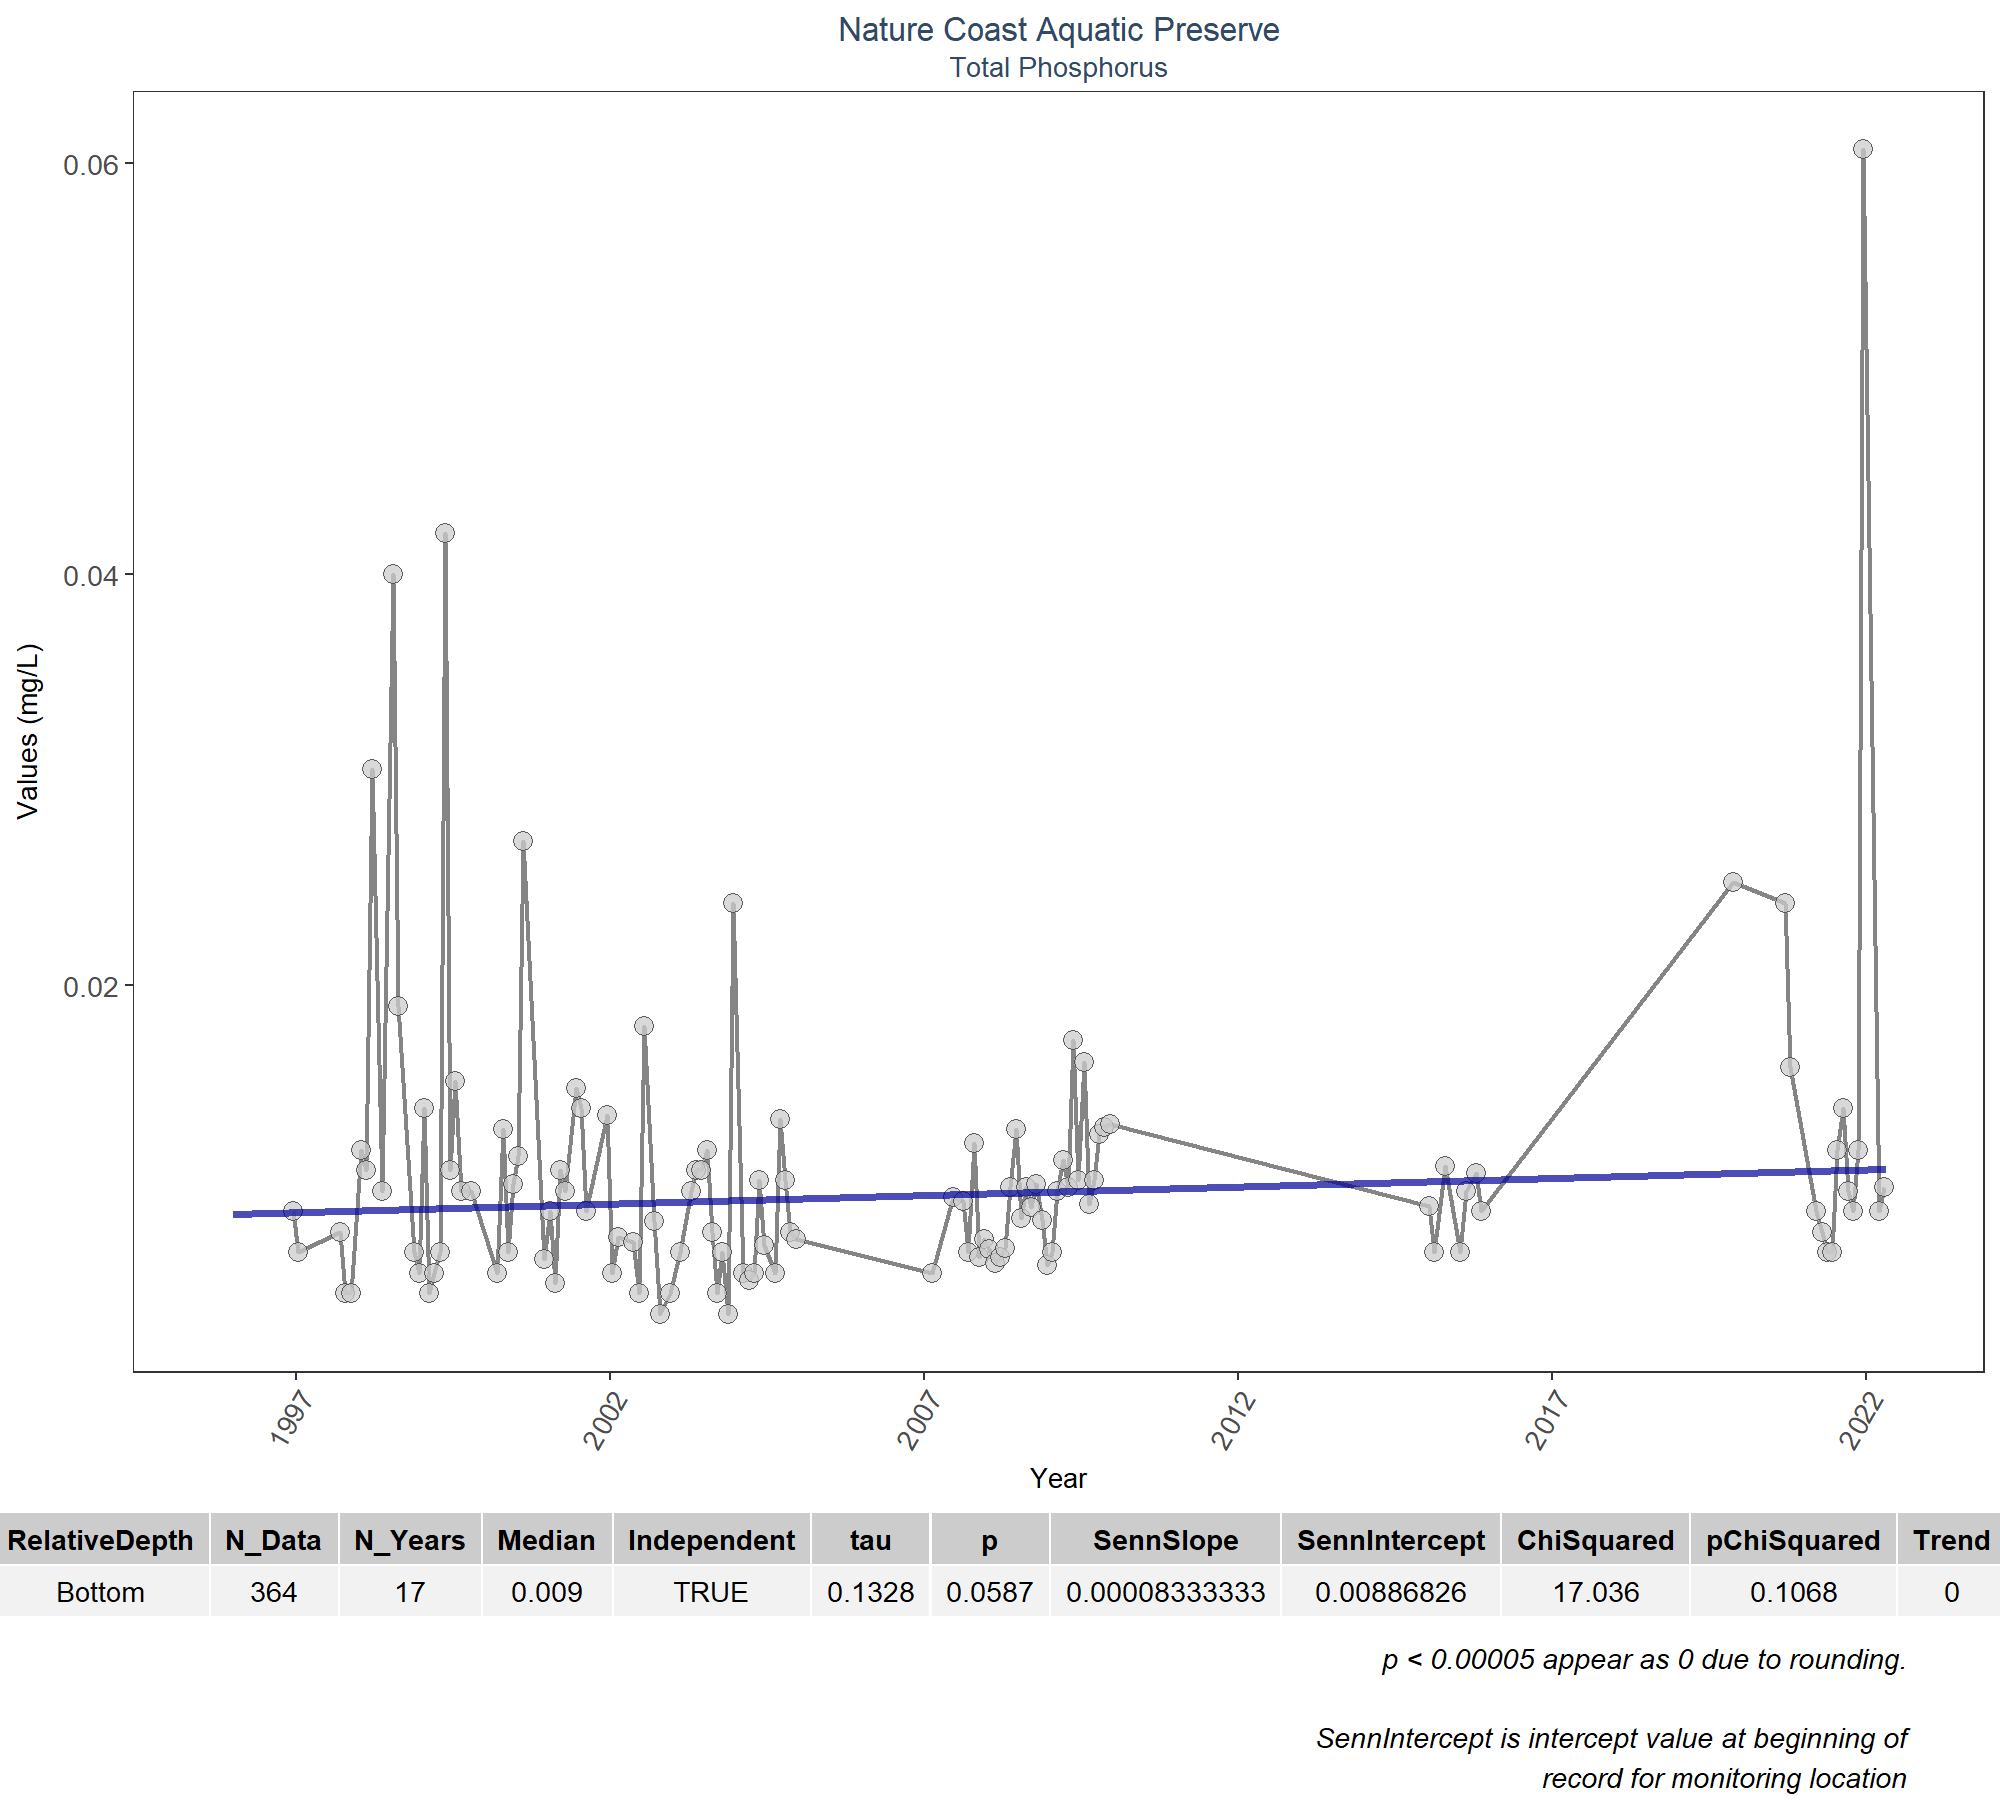 Nature Coast Aquatic Preserve
Total Phosphorus
Values (mg/L)
0.06
0.04
0.02
1997 2002 2007 2012 2017 2022
Year
RelativeDepth N_Data N_Years Median Independent tau p SennSlope SennIntercept ChiSquared pChiSquared Trend
Bottom 364 17 0.009 TRUE 0.1328 0.0587 0.00008333333 0.00886826 17.036 0.1068 0
p < 0.00005 appear as 0 due to rounding.
SennIntercept is intercept value at beginning of
record for monitoring location